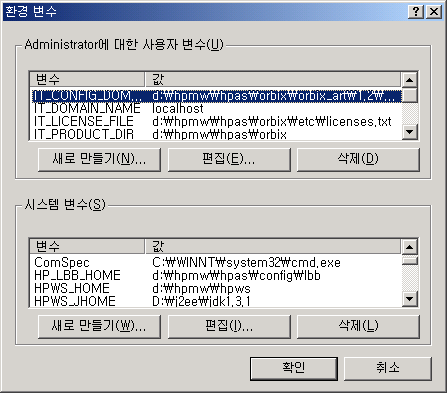 환경 변수
Administrator에 대한 사용자 변수(U)
변수 값
IT_CONFIG_DOM... d:₩hpmw₩hpas₩orbix₩orbix_art₩1.2₩...
IT_DOMAIN_NAME localhost
IT_LICENSE_FILE d:₩hpmw₩hpas₩orbix₩etc₩licenses.txt
IT_PRODUCT_DIR d:₩hpmw₩hpas₩orbix
새로 만들기(N)... 편집(E)... 삭제(D)
시스템 변수(S)
변수 값
ComSpec C:₩WINNT₩system32₩cmd.exe
HP_LBB_HOME d:₩hpmw₩hpas₩config₩lbb
HPWS_HOME d:₩hpmw₩hpws
HPWS_JHOME D:₩j2ee₩jdk1.3.1
새로 만들기(W)... 편집(I)... 삭제(L)
확인 취소